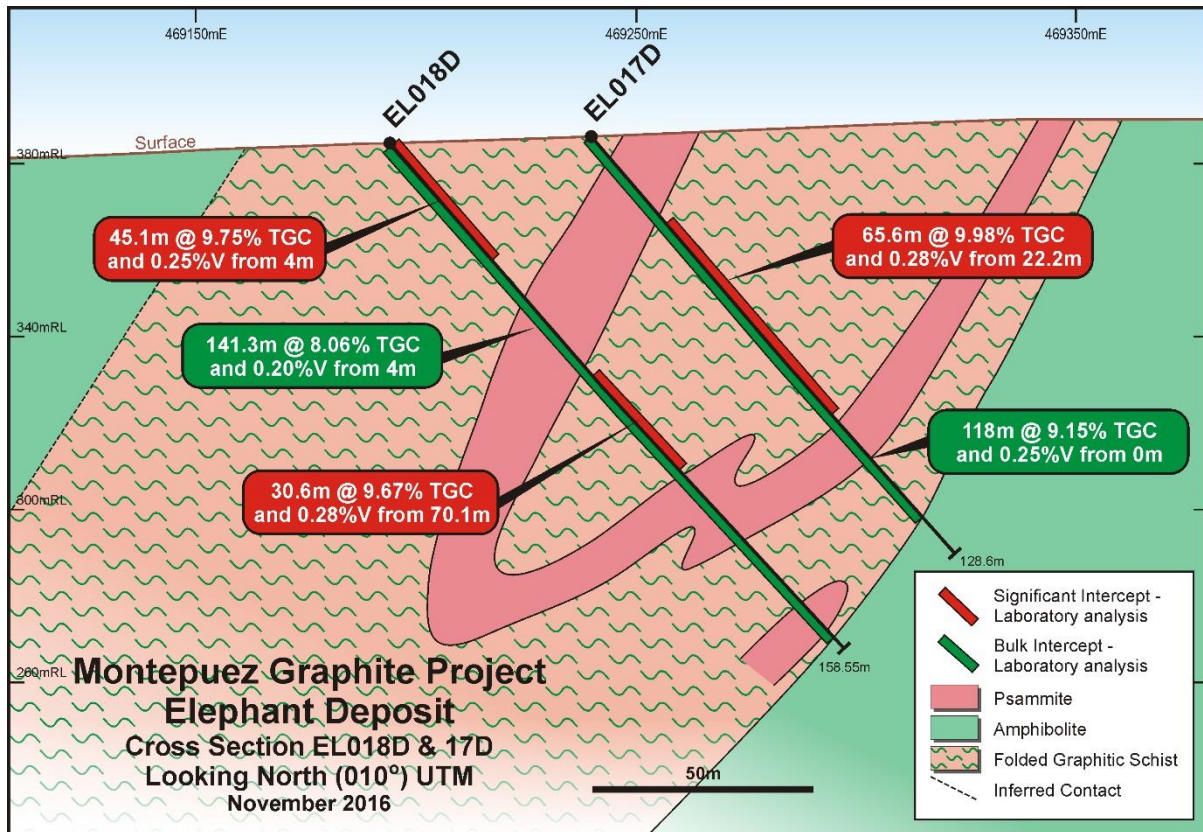 469150mE
469250mE
469350mE
EL018D
EL017D
Surface
380mRL
340mRL
300mRL
260mRL
45.1m @ 9.75% TGC
and 0.25%V from 4m
65.6m @ 9.98% TGC
and 0.28%V from 22.2m
141.3m @ 8.06% TGC
and 0.20%V from 4m
118m @ 9.15% TGC
and 0.25%V from 0m
30.6m @ 9.67% TGC
and 0.28%V from 70.1m
128.6m
158.55m
Montepuez Graphite Project
Elephant Deposit
Cross Section EL018D & 17D
Looking North (010°) UTM
November 2016
50m
Significant Intercept -
Laboratory analysis
Bulk Intercept -
Laboratory analysis
Psammite
Amphibolite
Folded Graphitic Schist
Inferred Contact